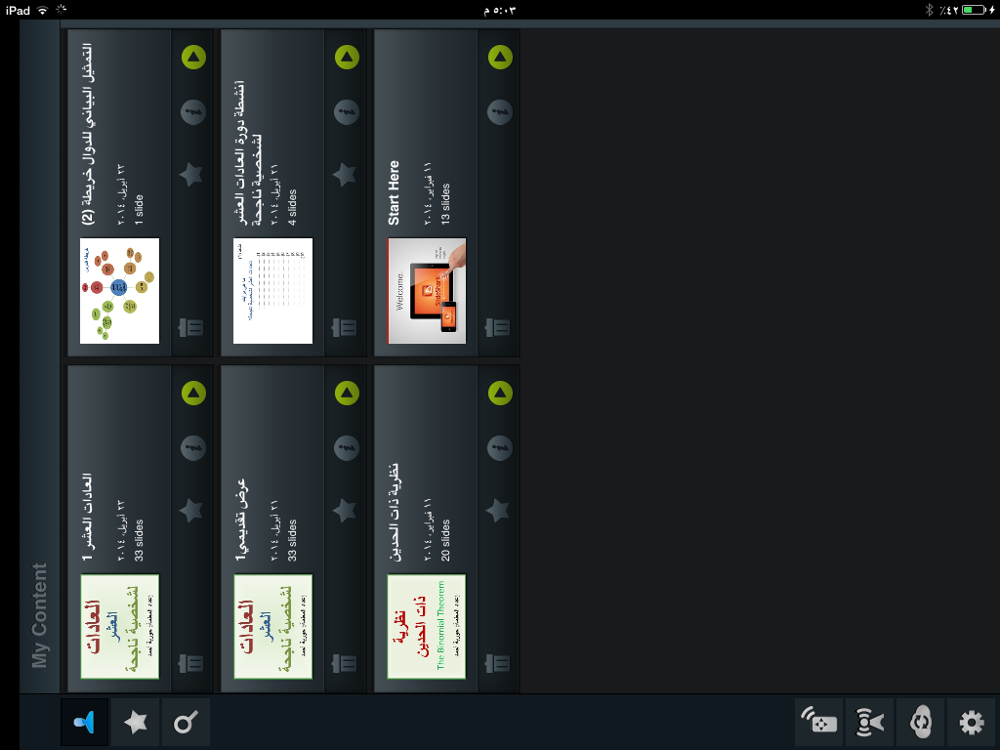 iPad
٥:٠٣ م
٪٤٢
My Content
العادات العشر 1
٢٣ أبريل، ٢٠١٤
33 slides
العادات
العشر
لشخصية ناجحة
التمثيل البياني للدوال خريطة (2)
٢٣ أبريل، ٢٠١٤
1 slide
عرض تقديمي1
٢١ أبريل، ٢٠١٤
33 slides
العادات
العشر
لشخصية ناجحة
أنشطة دورة العادات العشر
لشخصية ناجحة
٢١ أبريل، ٢٠١٤
4 slides
نظرية ذات الحدين
١١ فبراير، ٢٠١٤
20 slides
نظرية
ذات الحدين
The Binomial Theorem
Start Here
١١ فبراير، ٢٠١٤
13 slides
Welcome.
SlideShark